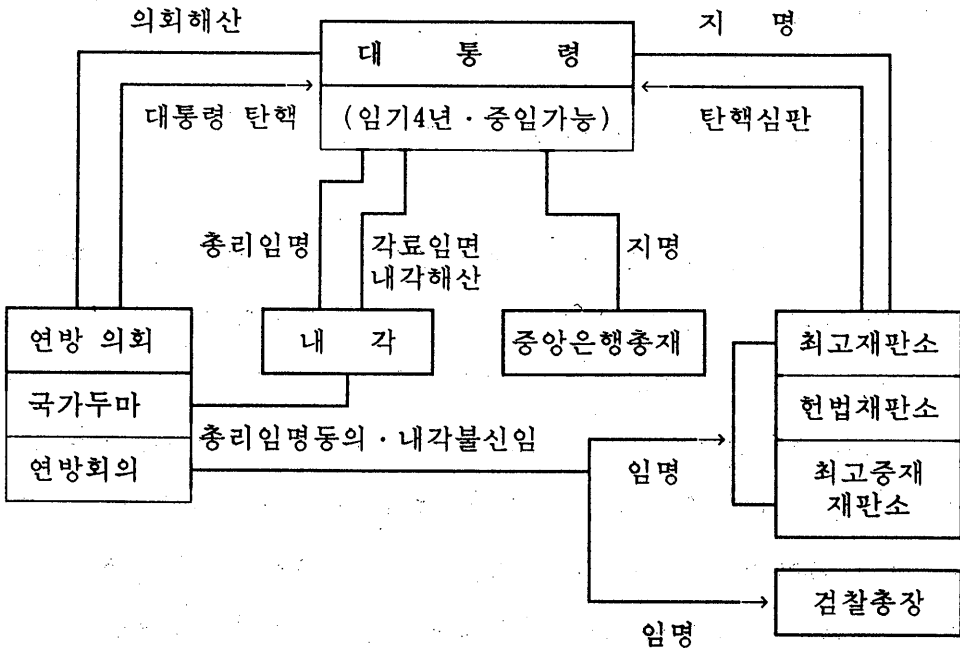 의회해산
지 명
대 통 령
대통령 탄핵
(임기4년·중임가능)
탄핵심판
총리임명
각료임면
내각해산
지명
연방 의회
내 각
중앙은행총재
최고재판소
국가두마
헌법재판소
총리임명동의·내각불신임
연방회의
임명
최고중재
재판소
검찰총장
임명